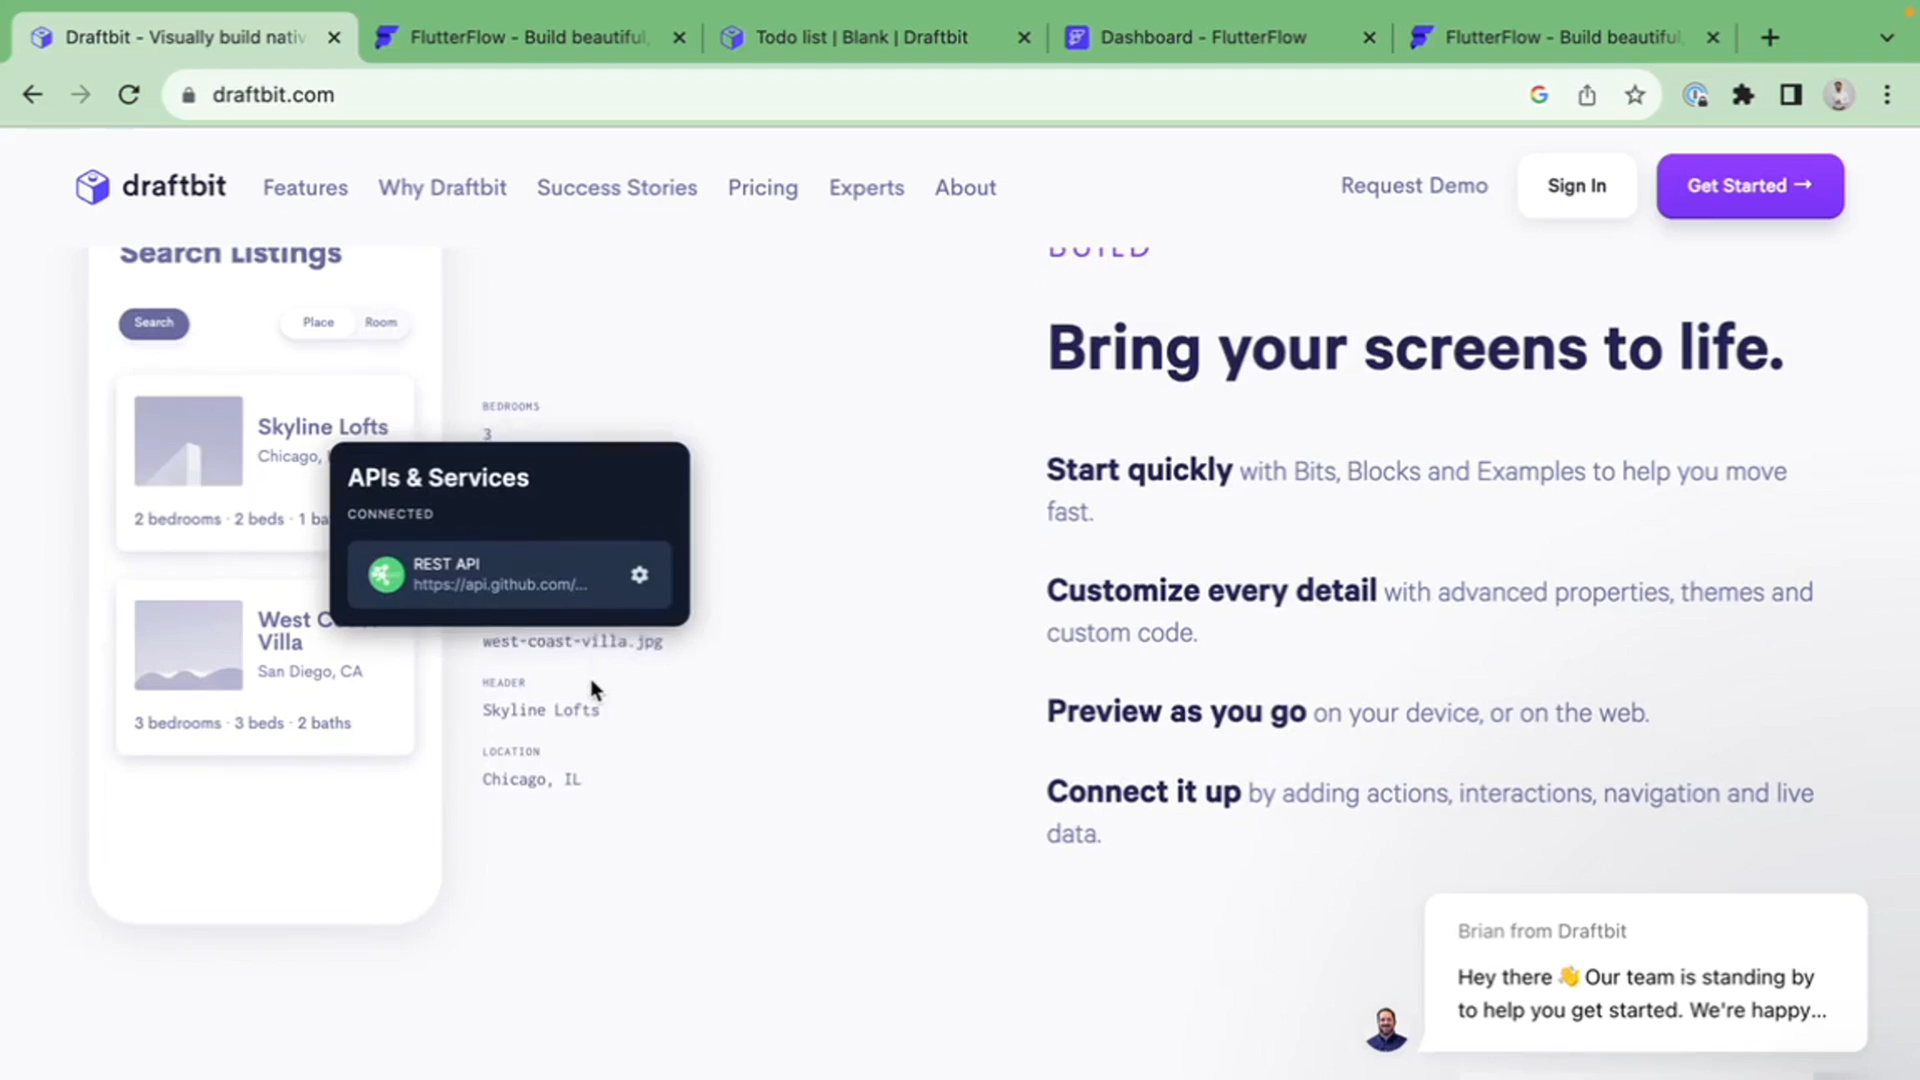 Draftbit - Visually build nativ
FlutterFlow - Build beautiful,
Todo list | Blank | Draftbit
Dashboard - FlutterFlow
FlutterFlow - Build beautiful,
draftbit.com
draftbit
Features
Why Draftbit
Success Stories
Pricing
Experts
About
Request Demo
Sign In
Get Started →
Search Listings
Search
Place
Room
Skyline Lofts
Chicago,
2 bedrooms · 2 beds · 1 ba
West C
Villa
San Diego, CA
3 bedrooms · 3 beds · 2 baths
BEDROOMS
3
APIs & Services
CONNECTED
REST API
https://api.github.com/...
west-coast-villa.jpg
HEADER
Skyline Lofts
LOCATION
Chicago, IL
BUILD
Bring your screens to life.
Start quickly with Bits, Blocks and Examples to help you move
fast.
Customize every detail with advanced properties, themes and
custom code.
Preview as you go on your device, or on the web.
Connect it up by adding actions, interactions, navigation and live
data.
Brian from Draftbit
Hey there 👋 Our team is standing by
to help you get started. We're happy...